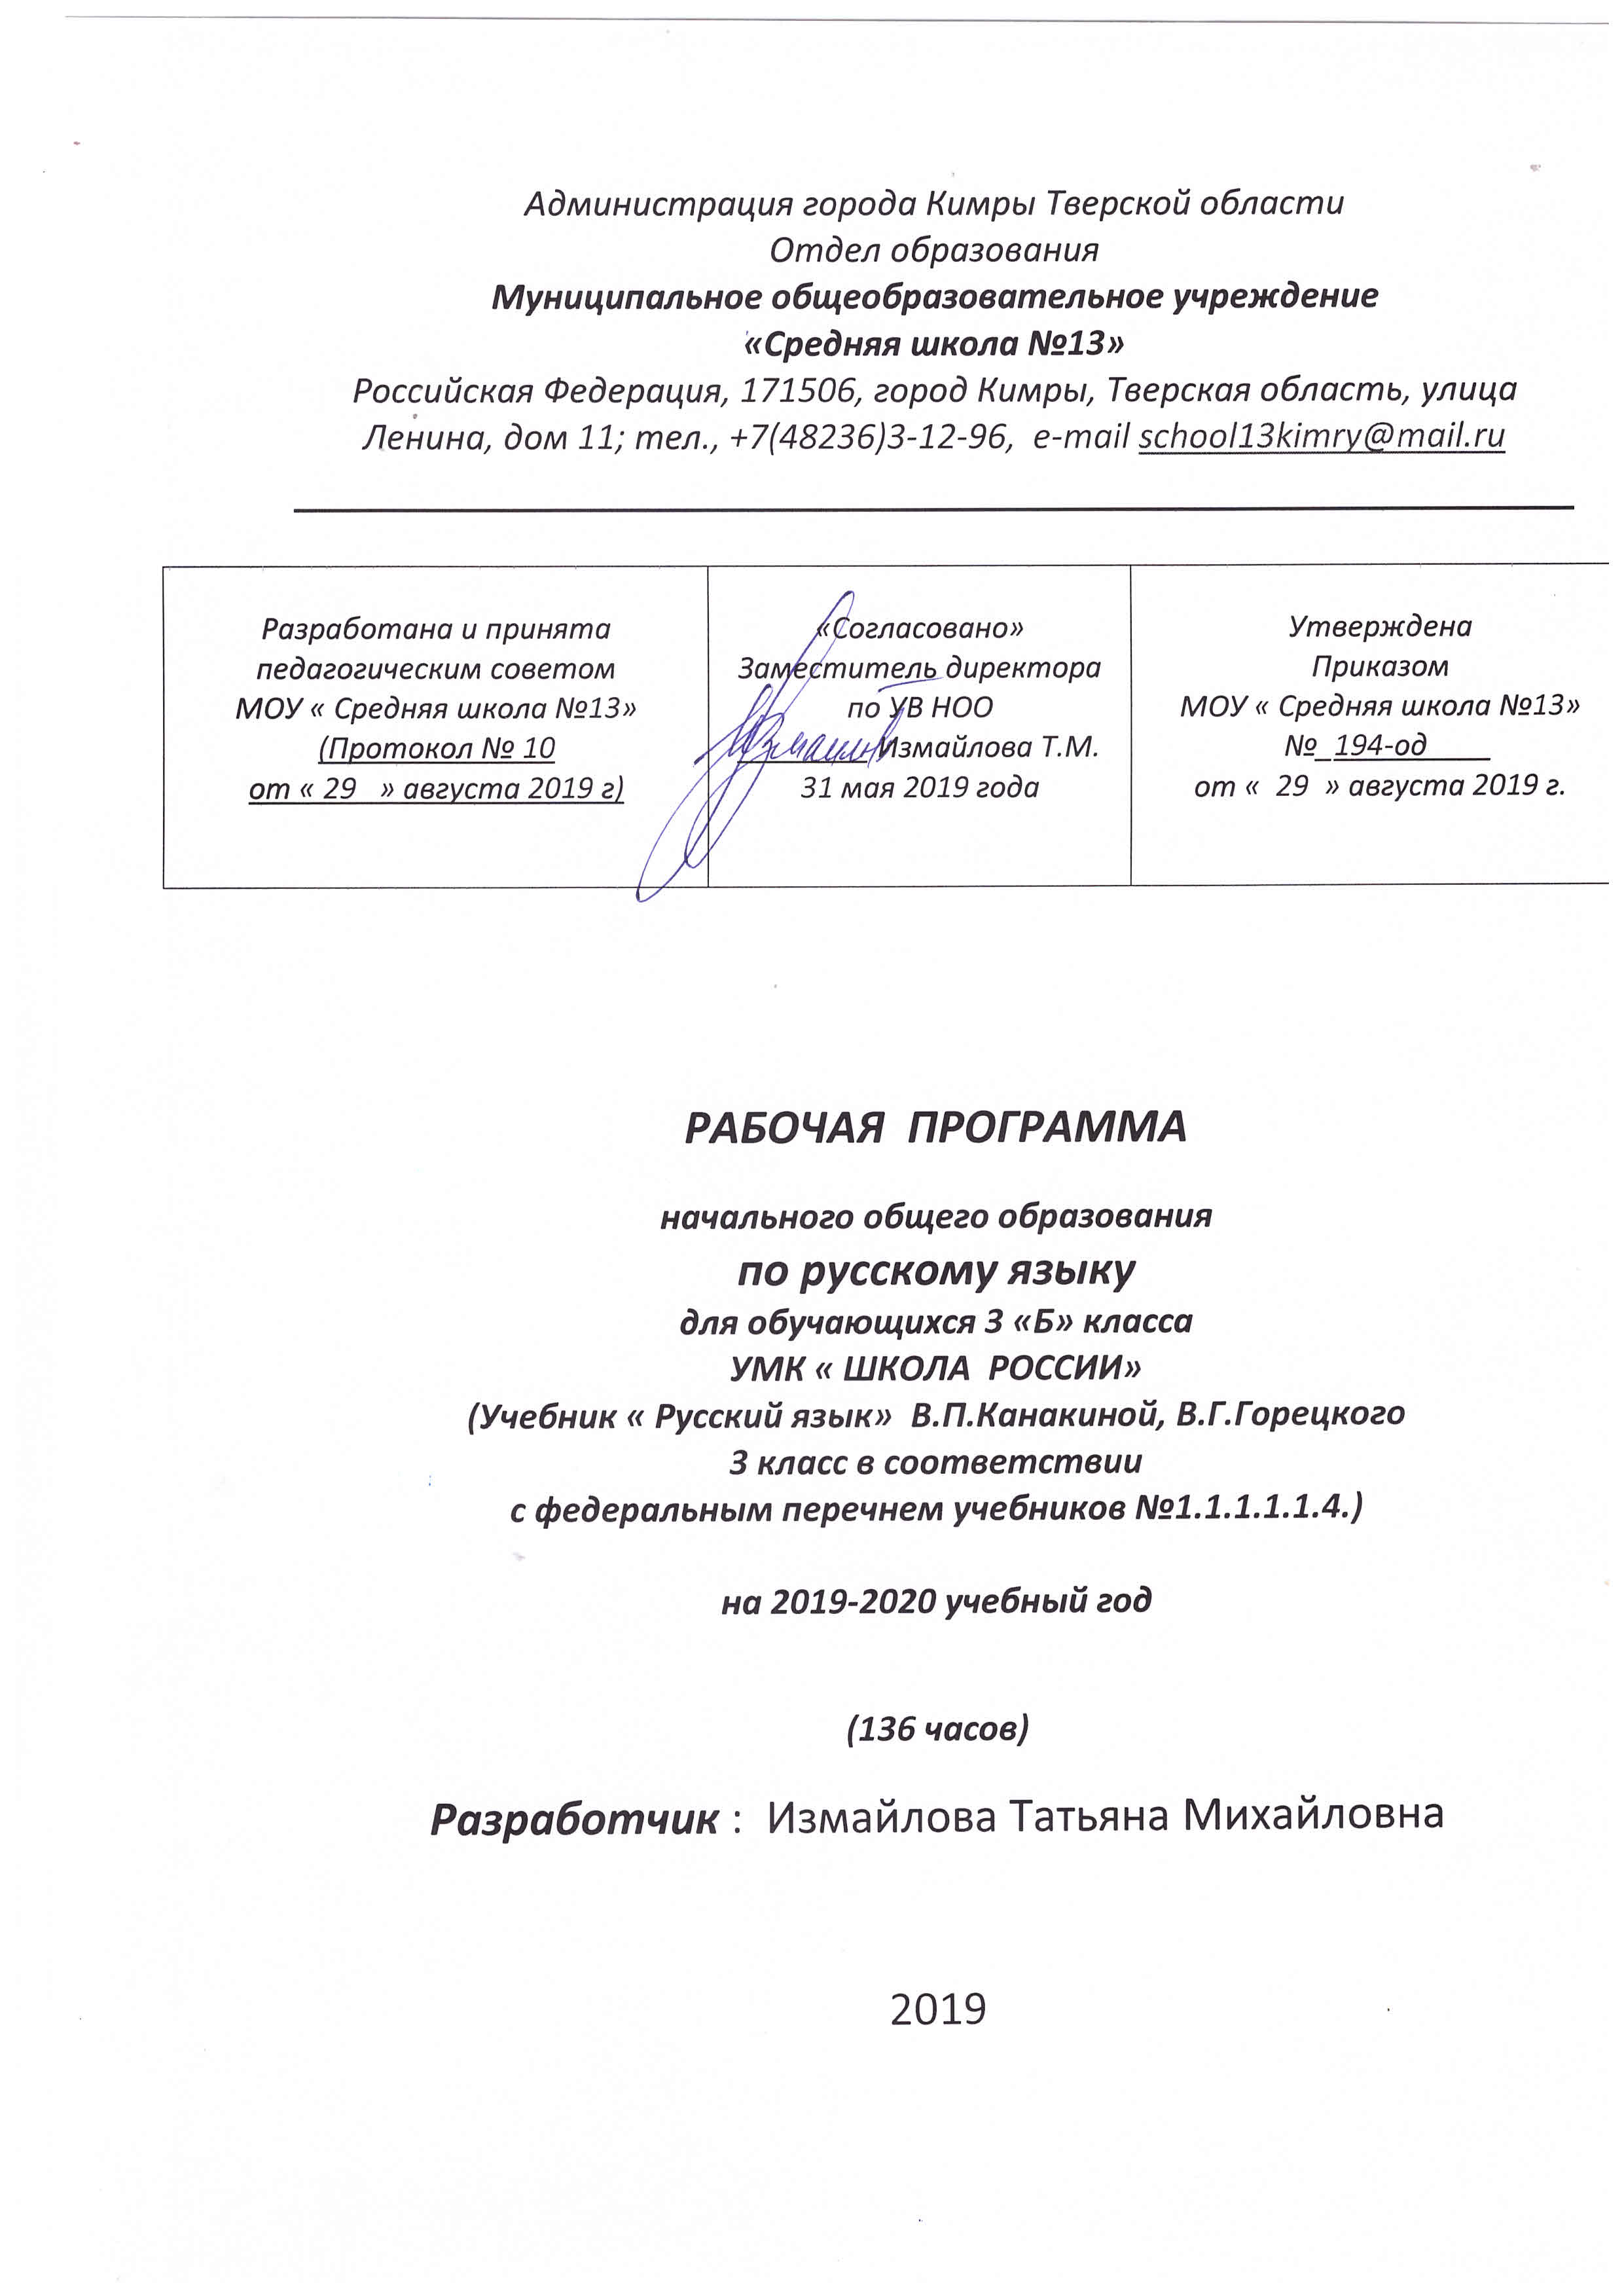 Администрация города Кимры Тверской области
Отдел образования
Муниципальное общеобразовательное учреждение
«Средняя школа №13»
Российская Федерация, 171506, город Кимры, Тверская область, улица
Ленина, дом 11; тел., +7(48236)3-12-96,  e-mail school13kimry@mail.ru
Разработана и принята
педагогическим советом
МОУ « Средняя школа №13»
(Протокол № 10
от « 29   » августа 2019 г)
«Согласовано»
Заместитель директора
по УВ НОО
________ Измайлова Т.М.
31 мая 2019 года
Утверждена
Приказом
МОУ « Средняя школа №13»
№_194-од____
от «  29  » августа 2019 г.
РАБОЧАЯ  ПРОГРАММА
начального общего образования
по русскому языку
для обучающихся 3 «Б» класса
УМК « ШКОЛА  РОССИИ»
(Учебник « Русский язык»  В.П.Канакиной, В.Г.Горецкого
3 класс в соответствии
с федеральным перечнем учебников №1.1.1.1.1.4.)
на 2019-2020 учебный год
(136 часов)
Разработчик :  Измайлова Татьяна Михайловна
2019